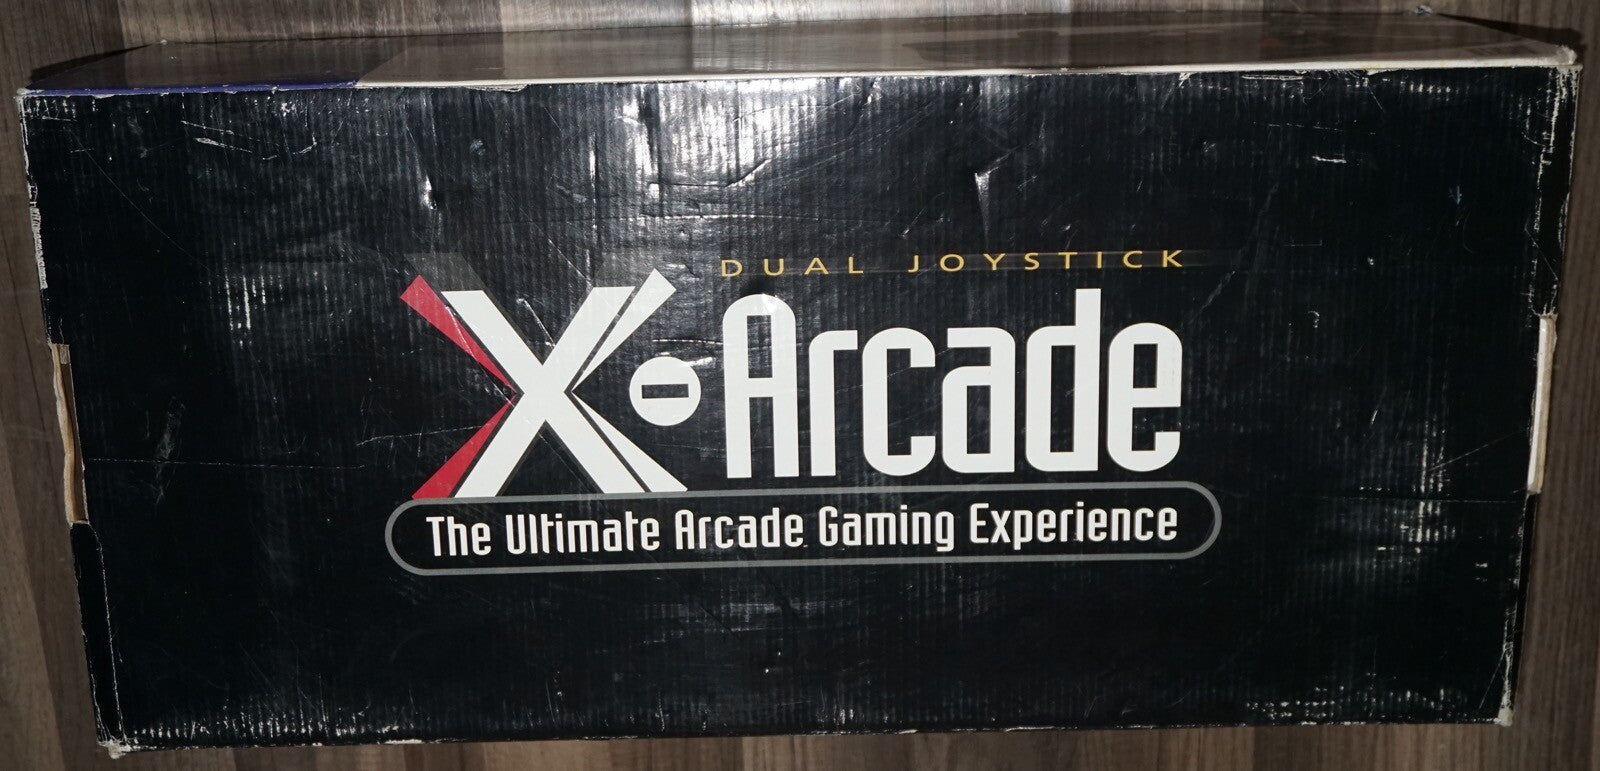 DUAL JOYSTICK
X-Arcade
The Ultimate Arcade Gaming Experience